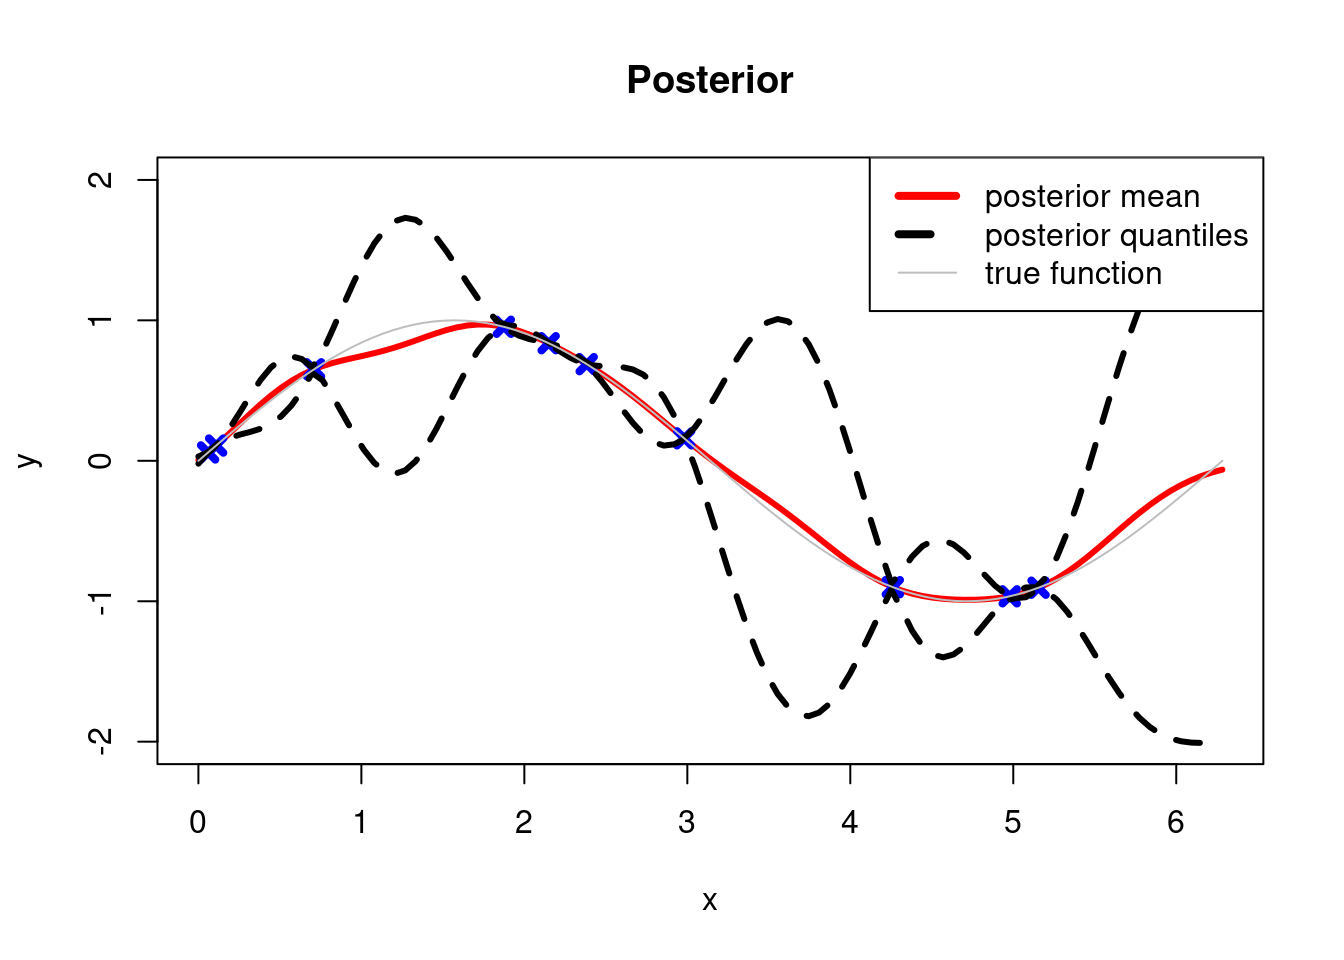 Posterior
posterior mean
posterior quantiles
true function
2
1
0
-1
-2
y
0 1 2 3 4 5 6
x